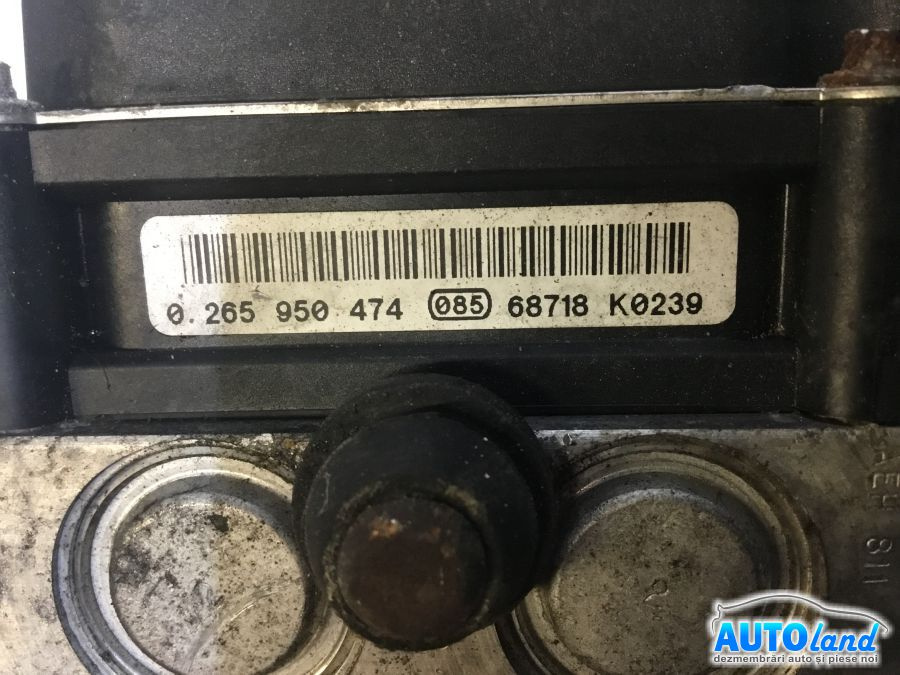 0 265 950 474 085 68718 K0239
AUTOland
dezmembrări auto și piese noi